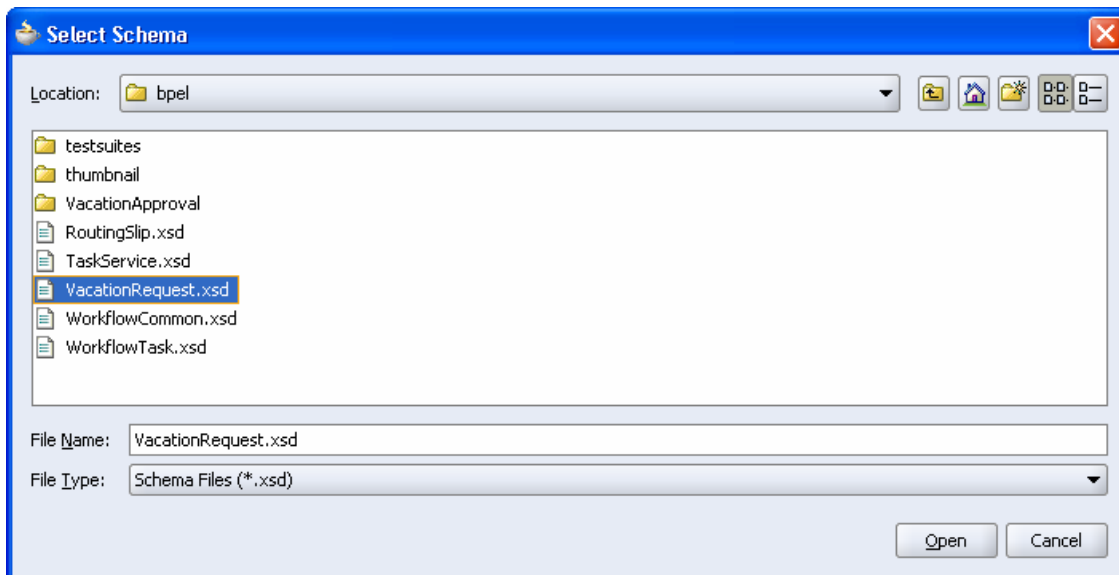 Select Schema
Location: bpel
testsuites
thumbnail
VacationApproval
RoutingSlip.xsd
TaskService.xsd
VacationRequest.xsd
WorkflowCommon.xsd
WorkflowTask.xsd
File Name: VacationRequest.xsd
File Type: Schema Files (*.xsd)
Open Cancel